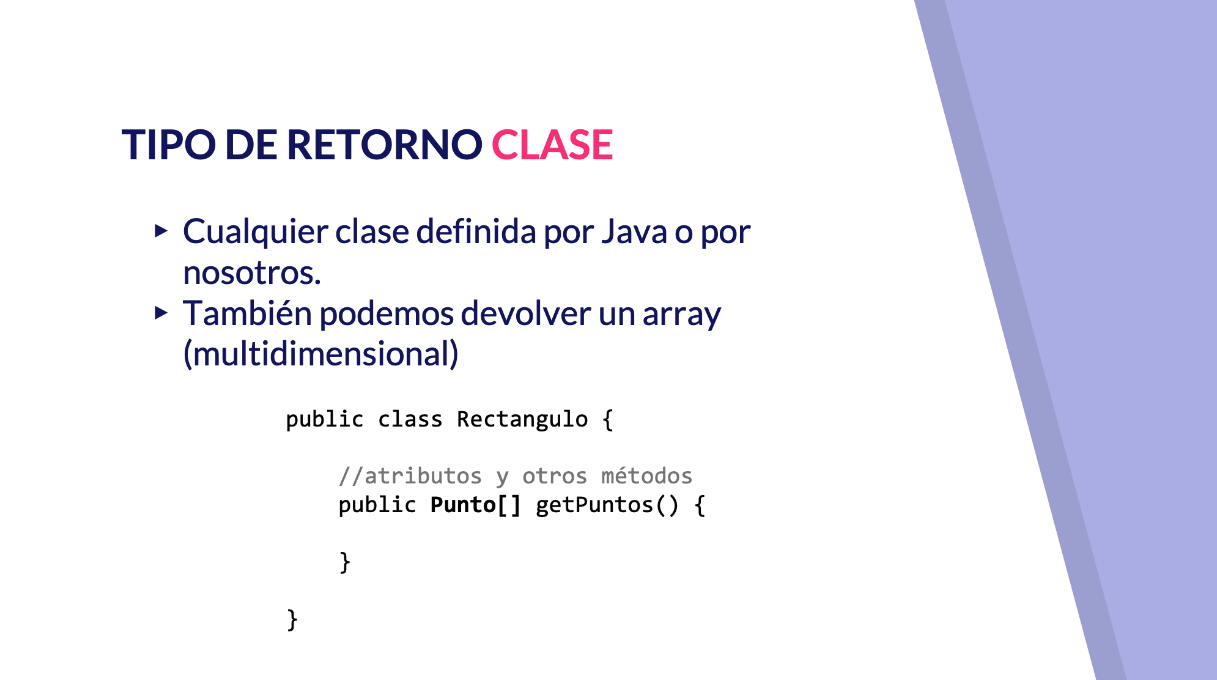 TIPO DE RETORNO CLASE
▸ Cualquier clase definida por Java o por
nosotros.
▸ También podemos devolver un array
(multidimensional)
public class Rectangulo {
    //atributos y otros métodos
    public Punto[] getPuntos() {
    }
}